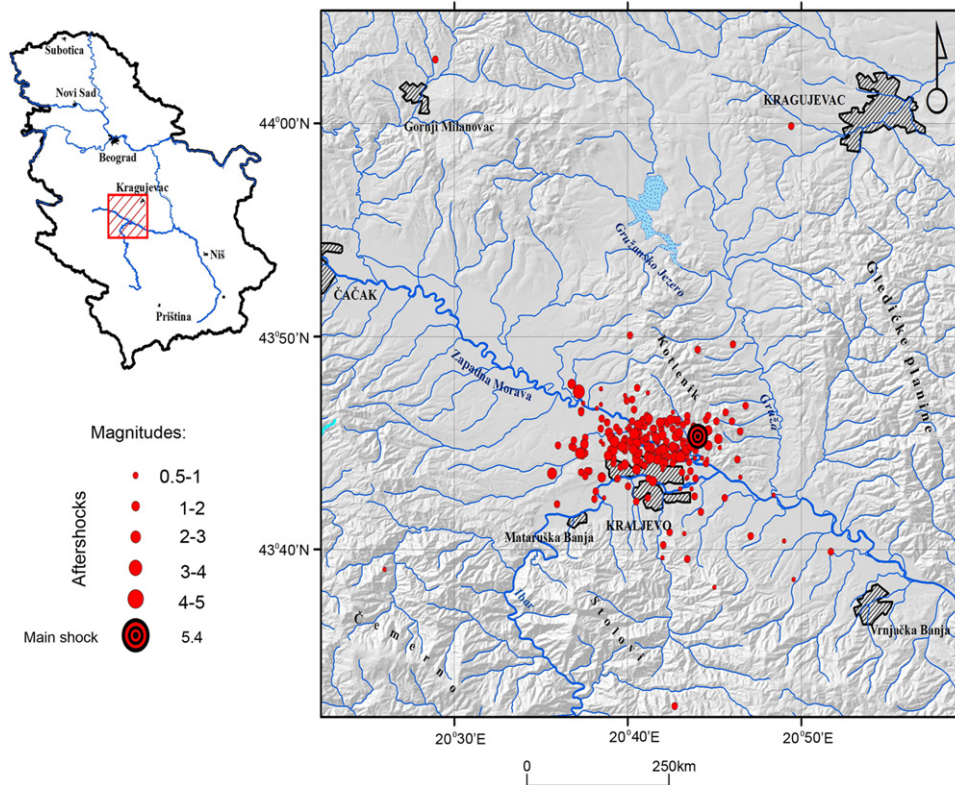 Subotica
Novi Sad
Beograd
Kragujevac
Niš
Priština
Magnitudes:
Aftershocks
0.5-1
1-2
2-3
3-4
4-5
Main shock
5.4
KRAGUJEVAC
Gornji Milanovac
Gružansko Jezero
ČAČAK
Zapadna Morava
Kotlenik
Gruža
Gledićke planine
KRALJEVO
Mataruška Banja
Ibar
Stolovi
Čemerno
Vrnjačka Banja
44°00'N
43°50'N
43°40'N
20°30'E
20°40'E
20°50'E
0
250km